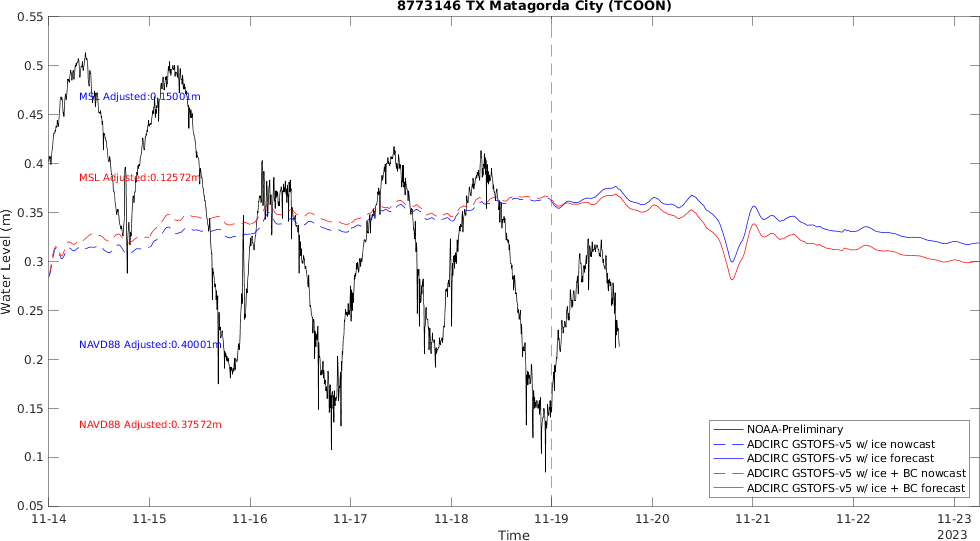 8773146 TX Matagorda City (TCOON)
0.55
0.5
0.45
0.4
0.35
0.3
0.25
0.2
0.15
0.1
0.05
Water Level (m)
MSL Adjusted:0.15001m
MSL Adjusted:0.12572m
NAVD88 Adjusted:0.40001m
NAVD88 Adjusted:0.37572m
NOAA-Preliminary
ADCIRC GSTOFS-v5 w/ ice nowcast
ADCIRC GSTOFS-v5 w/ ice forecast
ADCIRC GSTOFS-v5 w/ ice + BC nowcast
ADCIRC GSTOFS-v5 w/ ice + BC forecast
11-14 11-15 11-16 11-17 11-18 11-19 11-20 11-21 11-22 11-23
Time 2023